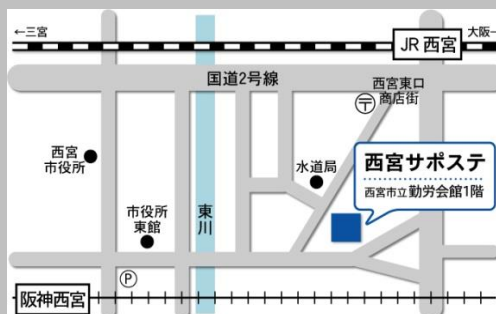 ←三宮
大阪→
JR 西宮
国道2号線
西宮東口
商店街
〒
西宮
市役所
水道局
西宮サポステ
西宮市立勤労会館1階
市役所
東館
東川
P
阪神西宮